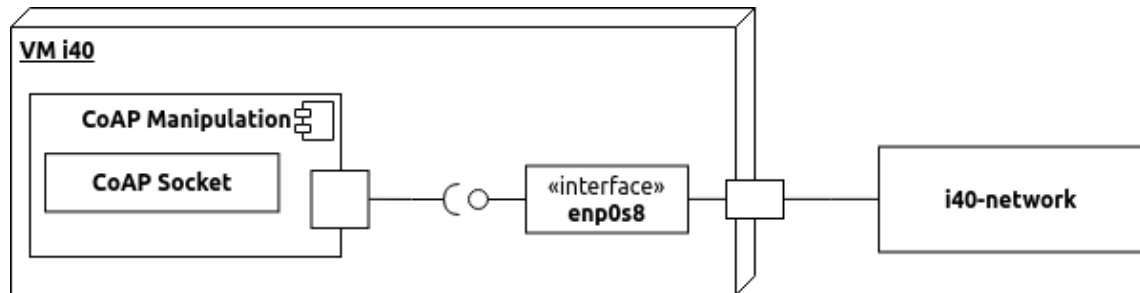 VM i40
CoAP Manipulation
CoAP Socket
«interface»
enp0s8
i40-network